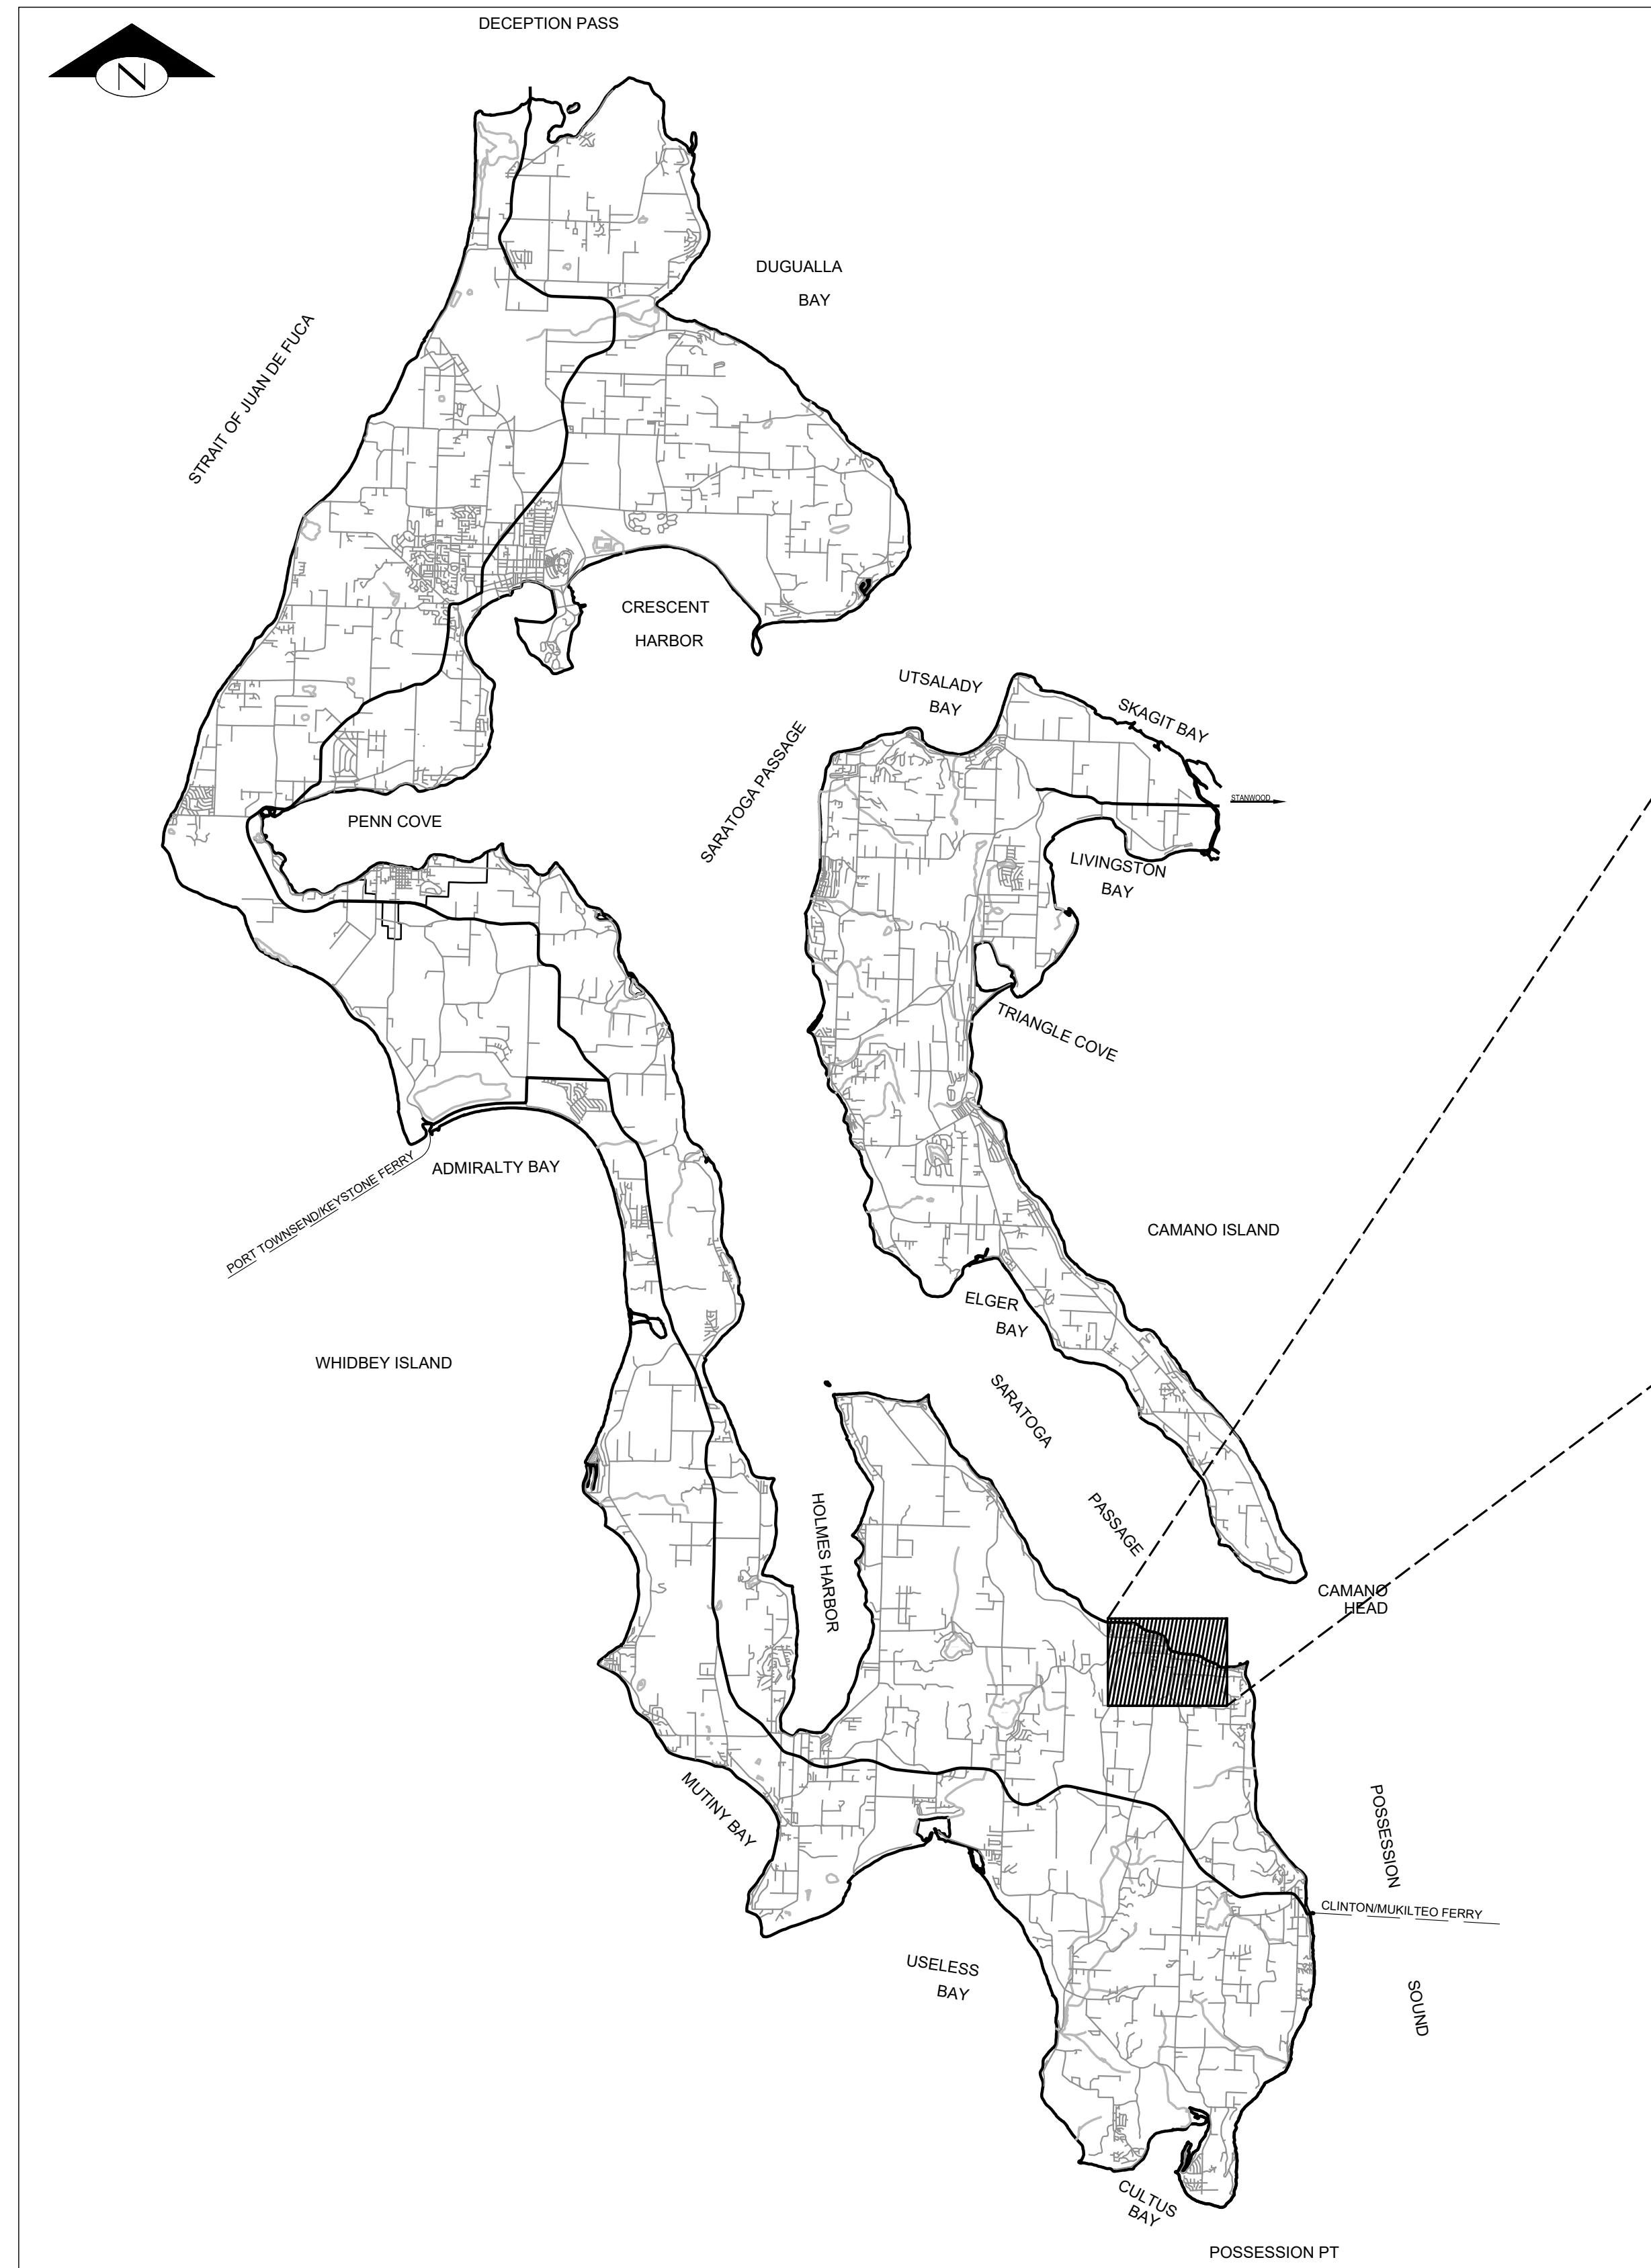 DECEPTION PASS
N
DUGUALLA
BAY
STRAIT OF JUAN DE FUCA
CRESCENT
HARBOR
UTSALADY
BAY
SKAGIT BAY
SARATOGA PASSAGE
STANWOOD
PENN COVE
LIVINGSTON
BAY
TRIANGLE COVE
PORT TOWNSEND/KEYSTONE FERRY
ADMIRALTY BAY
CAMANO ISLAND
ELGER
BAY
WHIDBEY ISLAND
SARATOGA
PASSAGE
HOLMES HARBOR
CAMANO
HEAD
MUTINY BAY
POSSESSION
CLINTON/MUKILTEO FERRY
USELESS
BAY
SOUND
CULTUS
BAY
POSSESSION PT